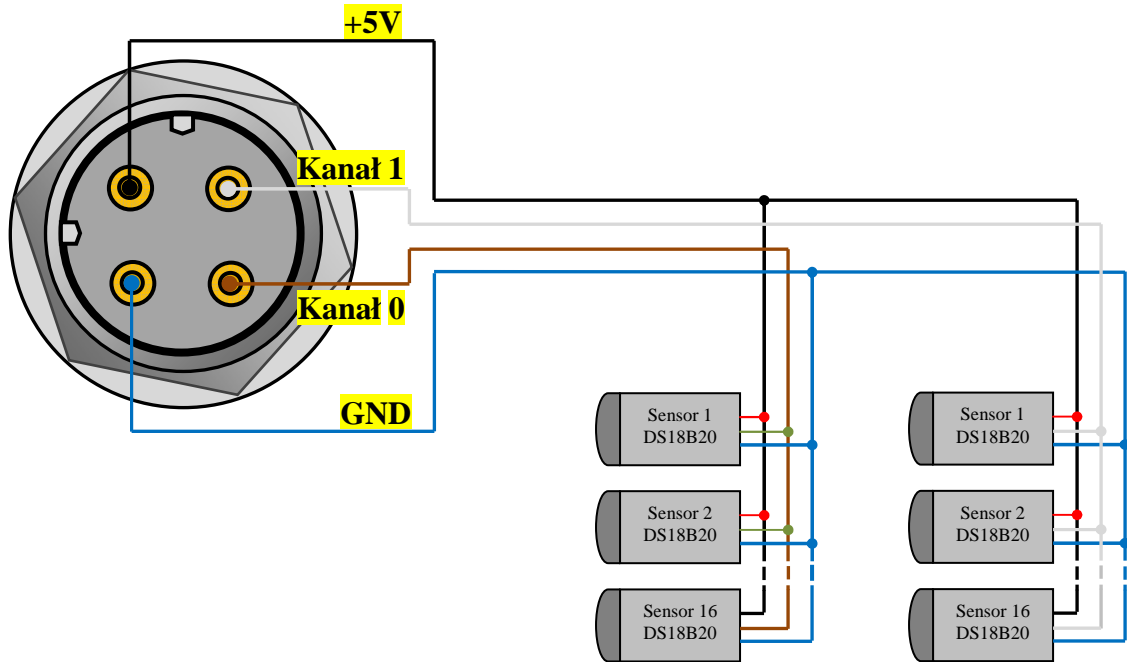 +5V
Kanał 1
Kanał 0
GND
Sensor 1
DS18B20
Sensor 2
DS18B20
Sensor 16
DS18B20
Sensor 1
DS18B20
Sensor 2
DS18B20
Sensor 16
DS18B20